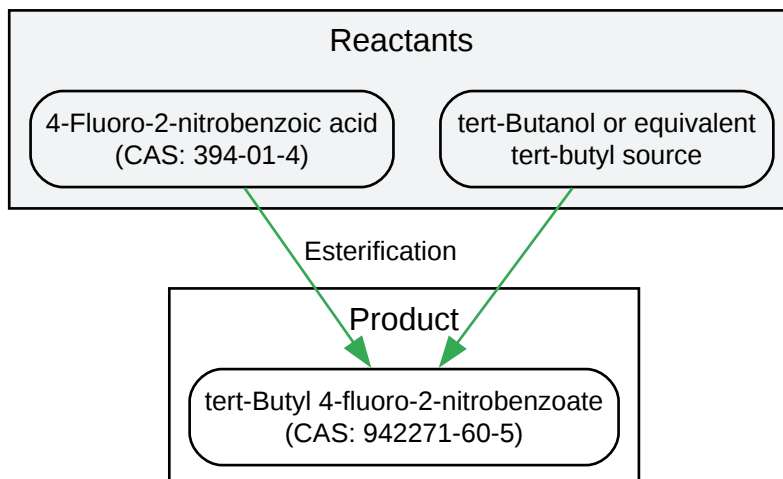 Reactants
4-Fluoro-2-nitrobenzoic acid
(CAS: 394-01-4)
tert-Butanol or equivalent
tert-butyl source
Esterification
Product
tert-Butyl 4-fluoro-2-nitrobenzoate
(CAS: 942271-60-5)